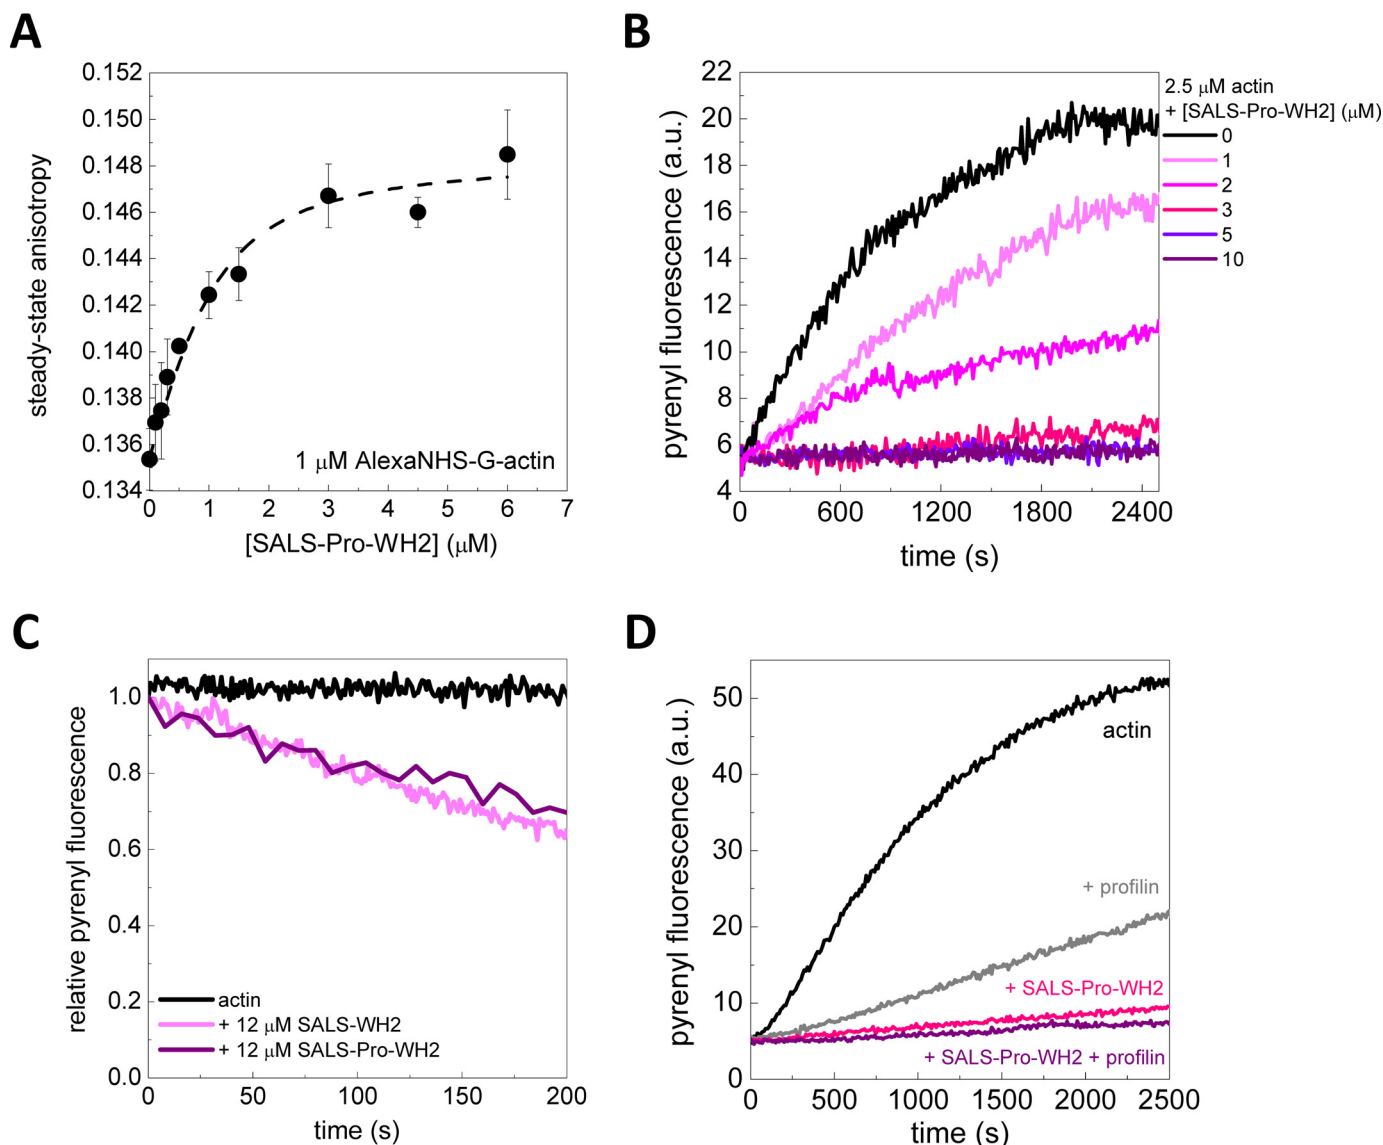 A
0.152
0.150
0.148
0.146
0.144
0.142
0.140
0.138
0.136
0.134
steady-state anisotropy
1 μM AlexaNHS-G-actin
0 1 2 3 4 5 6 7
[SALS-Pro-WH2] (μM)
B
22
20
18
16
14
12
10
8
6
4
pyrenyl fluorescence (a.u.)
0 600 1200 1800 2400
time (s)
2.5 μM actin
+ [SALS-Pro-WH2] (μM)
0
1
2
3
5
10
C
1.0
0.8
0.6
0.4
0.2
0.0
relative pyrenyl fluorescence
actin
+ 12 μM SALS-WH2
+ 12 μM SALS-Pro-WH2
0 50 100 150 200
time (s)
D
50
40
30
20
10
0
pyrenyl fluorescence (a.u.)
actin
+ profilin
+ SALS-Pro-WH2
+ SALS-Pro-WH2 + profilin
0 500 1000 1500 2000 2500
time (s)